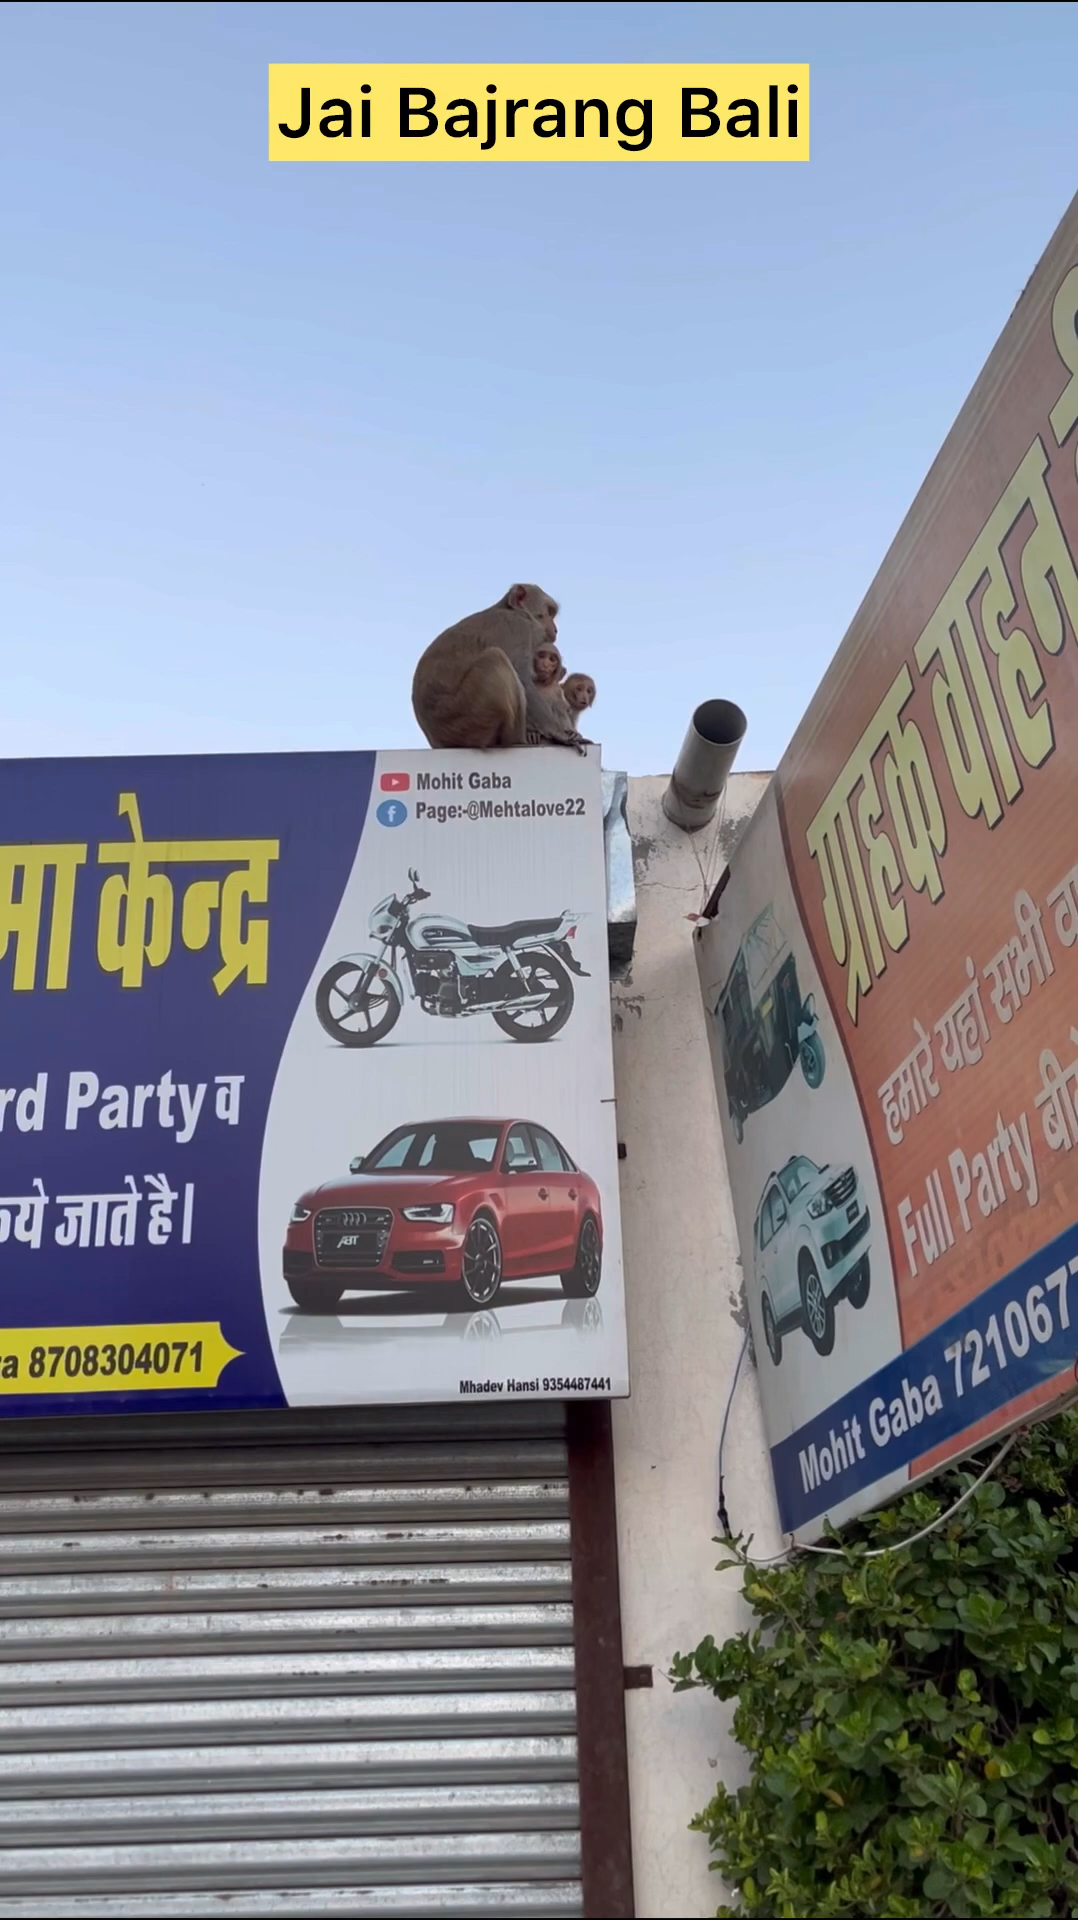 Jai Bajrang Bali
Mohit Gaba
Page:-@Mehtalove22
केन्द्र
Party व
जाते है।
8708304071
ABT
Mhadev Hansi 9354487441
ग्राहक वाहन
हमारे यहां सभी
Full Party
Mohit Gaba 721067